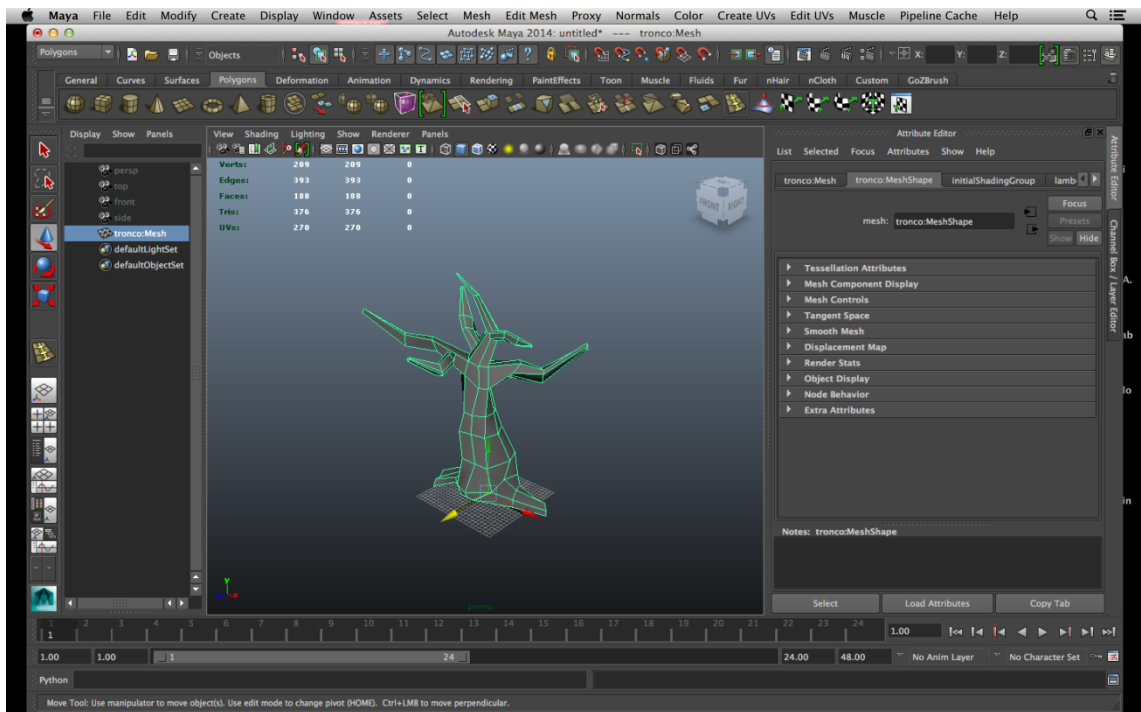 Maya File Edit Modify Create Display Window Assets Select Mesh Edit Mesh Proxy Normals Color Create UVs Edit UVs Muscle Pipeline Cache Help
Autodesk Maya 2014: untitled* --- tronco:Mesh
Polygons Objects X: Y: Z:
General Curves Surfaces Polygons Deformation Animation Dynamics Rendering PaintEffects Toon Muscle Fluids Fur nHair nCloth Custom GoZBrush
Display Show Panels
View Shading Lighting Show Renderer Panels
Attribute Editor
List Selected Focus Attributes Show Help
persp
top
front
side
tronco:Mesh
defaultLightSet
defaultObjectSet
Verts: 209 209 0
Edges: 393 393 0
Faces: 188 188 0
Tris: 376 376 0
UVs: 270 270 0
FRONT RIGHT
tronco:Mesh tronco:MeshShape initialShadingGroup lamb
Focus
mesh: tronco:MeshShape
Presets
Show Hide
Tessellation Attributes
Mesh Component Display
Mesh Controls
Tangent Space
Smooth Mesh
Displacement Map
Render Stats
Object Display
Node Behavior
Extra Attributes
Notes: tronco:MeshShape
Select Load Attributes Copy Tab
Attribute Editor
Channel Box / Layer Editor
A.
ab
lo
in
y
persp
1 2 3 4 5 6 7 8 9 10 11 12 13 14 15 16 17 18 19 20 21 22 23 24
1 1.00
1.00 1.00 1 24 24.00 48.00 No Anim Layer No Character Set
Python
Move Tool: Use manipulator to move object(s). Use edit mode to change pivot (HOME). Ctrl+LMB to move perpendicular.